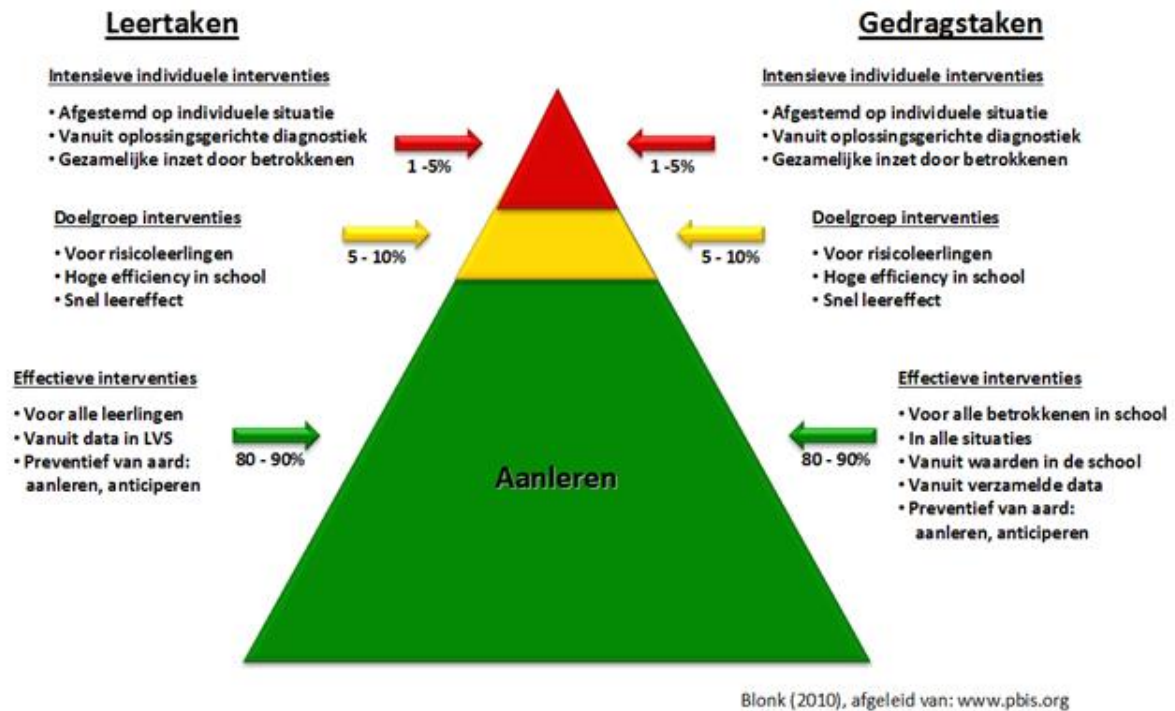 Leertaken
Intensieve individuele interventies
• Afgestemd op individuele situatie
• Vanuit oplossingsgerichte diagnostiek
• Gezamelijke inzet door betrokkenen
1 -5%
Doelgroep interventies
• Voor risicoleerlingen
• Hoge efficiency in school
• Snel leereffect
5 - 10%
Effectieve interventies
• Voor alle leerlingen
• Vanuit data in LVS
• Preventief van aard:
aanleren, anticiperen
80 - 90%
Aanleren
Gedragstaken
Intensieve individuele interventies
• Afgestemd op individuele situatie
• Vanuit oplossingsgerichte diagnostiek
• Gezamelijke inzet door betrokkenen
1 -5%
Doelgroep interventies
• Voor risicoleerlingen
• Hoge efficiency in school
• Snel leereffect
5 - 10%
Effectieve interventies
• Voor alle betrokkenen in school
• In alle situaties
• Vanuit waarden in de school
• Vanuit verzamelde data
• Preventief van aard:
aanleren, anticiperen
80 - 90%
Blonk (2010), afgeleid van: www.pbis.org